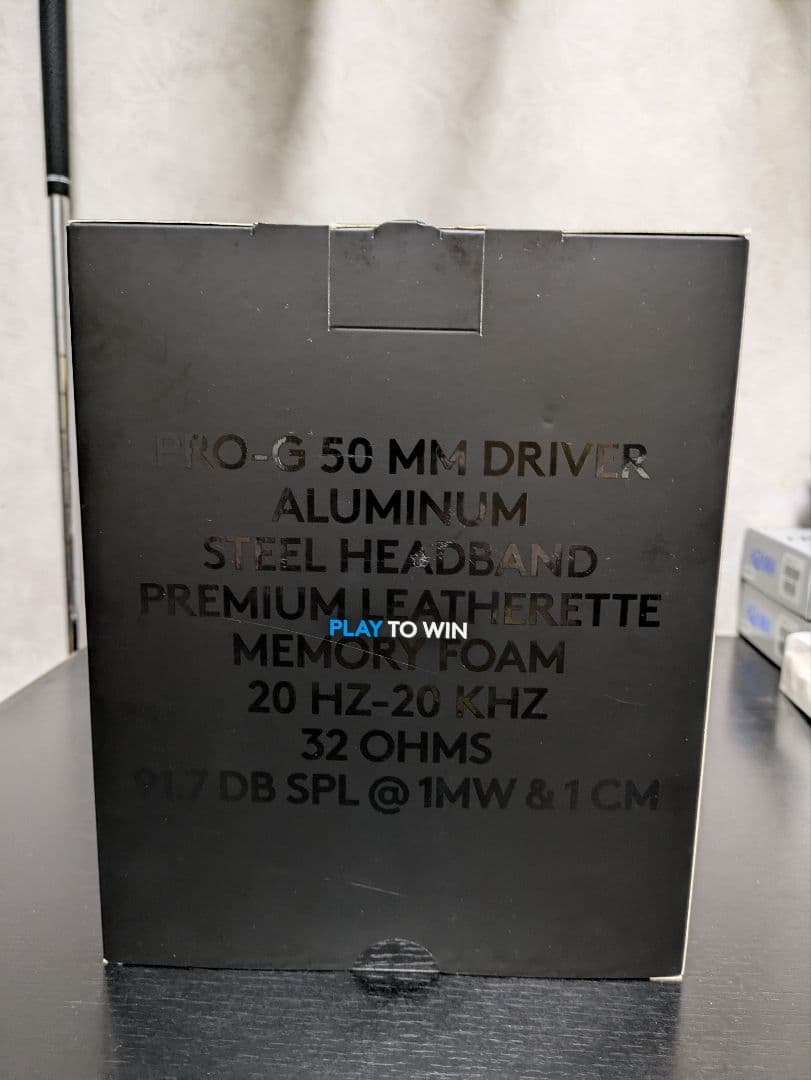 PRO-G 50 MM DRIVER
ALUMINUM
STEEL HEADBAND
PREMIUM LEATHERETTE
PLAY TO WIN
MEMORY FOAM
20 HZ-20 KHZ
32 OHMS
91.7 DB SPL @ 1MW & 1 CM